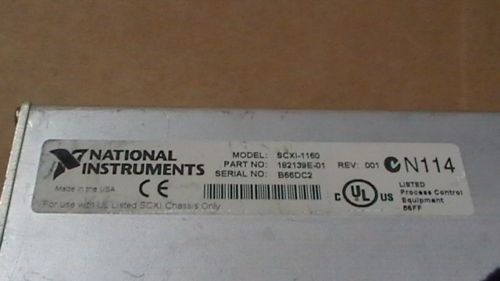 NATIONAL INSTRUMENTS
MODEL: SCXI-1160
PART NO: 182139E-01 REV: 001
SERIAL NO: B66DC2
N114
Made in the USA
CE
C UL US
LISTED
Process Control
Equipment
66FF
For use with UL Listed SCXI Chassis Only